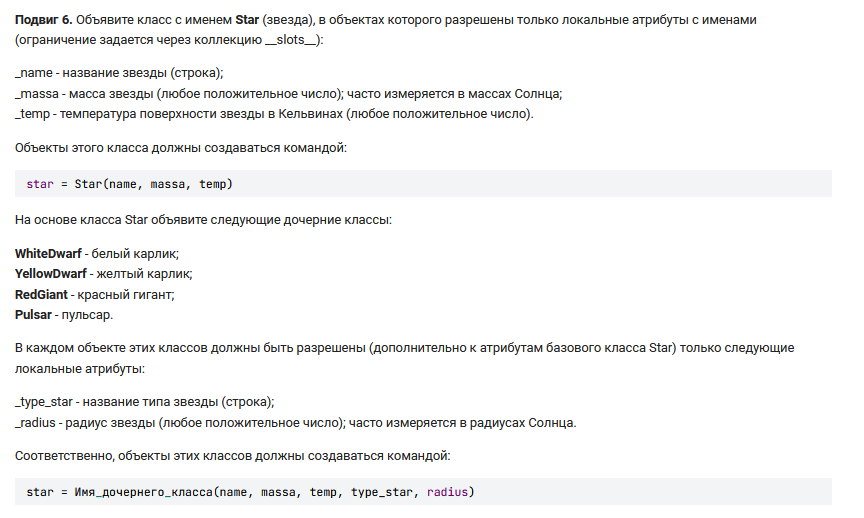 Подвиг 6. Объявите класс с именем Star (звезда), в объектах которого разрешены только локальные атрибуты с именами
(ограничение задается через коллекцию __slots__):
_name - название звезды (строка);
_massa - масса звезды (любое положительное число); часто измеряется в массах Солнца;
_temp - температура поверхности звезды в Кельвинах (любое положительное число).
Объекты этого класса должны создаваться командой:
star = Star(name, massa, temp)
На основе класса Star объявите следующие дочерние классы:
WhiteDwarf - белый карлик;
YellowDwarf - желтый карлик;
RedGiant - красный гигант;
Pulsar - пульсар.
В каждом объекте этих классов должны быть разрешены (дополнительно к атрибутам базового класса Star) только следующие
локальные атрибуты:
_type_star - название типа звезды (строка);
_radius - радиус звезды (любое положительное число); часто измеряется в радиусах Солнца.
Соответственно, объекты этих классов должны создаваться командой:
star = Имя_дочернего_класса(name, massa, temp, type_star, radius)